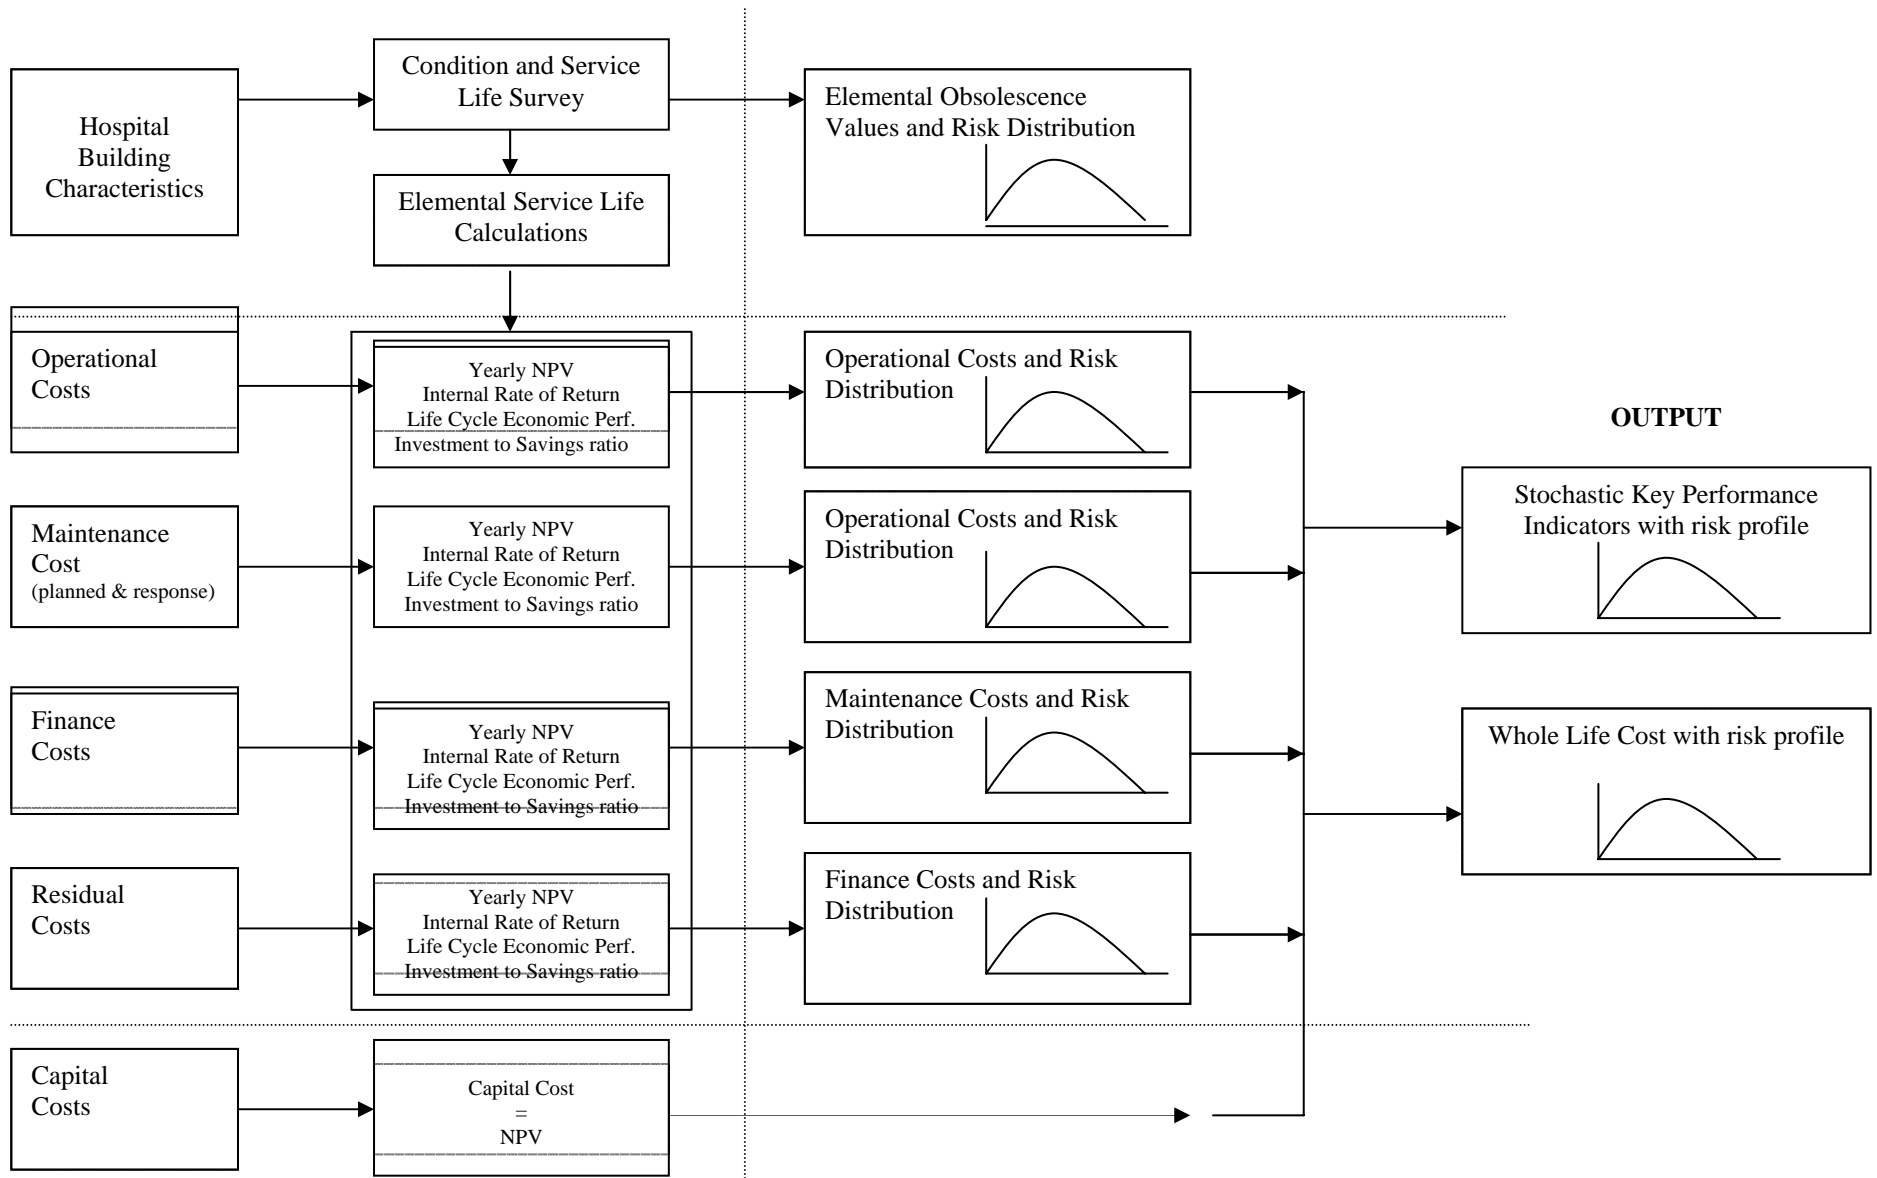 Hospital
Building
Characteristics
Condition and Service
Life Survey
Elemental Service Life
Calculations
Elemental Obsolescence
Values and Risk Distribution
Operational
Costs
Yearly NPV
Internal Rate of Return
Life Cycle Economic Perf.
Investment to Savings ratio
Operational Costs and Risk
Distribution
Maintenance
Cost
(planned & response)
Yearly NPV
Internal Rate of Return
Life Cycle Economic Perf.
Investment to Savings ratio
Operational Costs and Risk
Distribution
Finance
Costs
Yearly NPV
Internal Rate of Return
Life Cycle Economic Perf.
Investment to Savings ratio
Maintenance Costs and Risk
Distribution
Residual
Costs
Yearly NPV
Internal Rate of Return
Life Cycle Economic Perf.
Investment to Savings ratio
Finance Costs and Risk
Distribution
Capital
Costs
Capital Cost
=
NPV
OUTPUT
Stochastic Key Performance
Indicators with risk profile
Whole Life Cost with risk profile